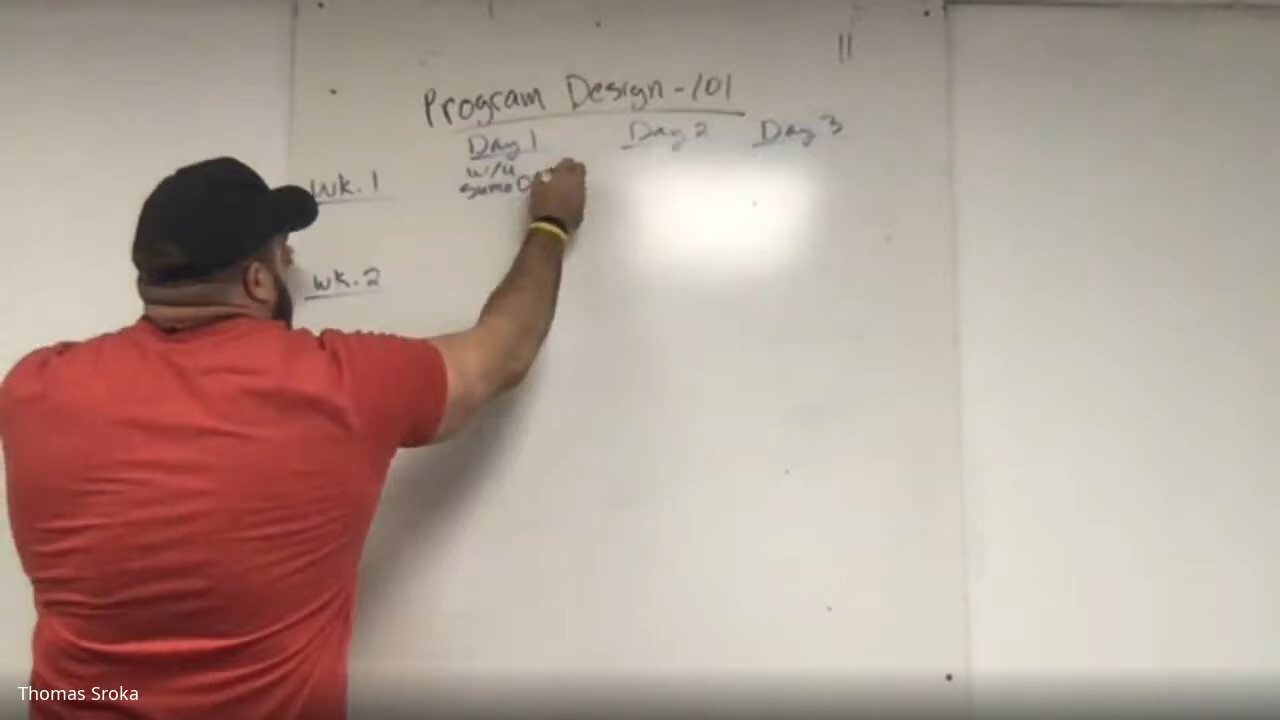 Program Design - 101
Day 1 Day 2 Day 3
w/u
Wk. 1 Sumo
Wk. 2
Thomas Sroka